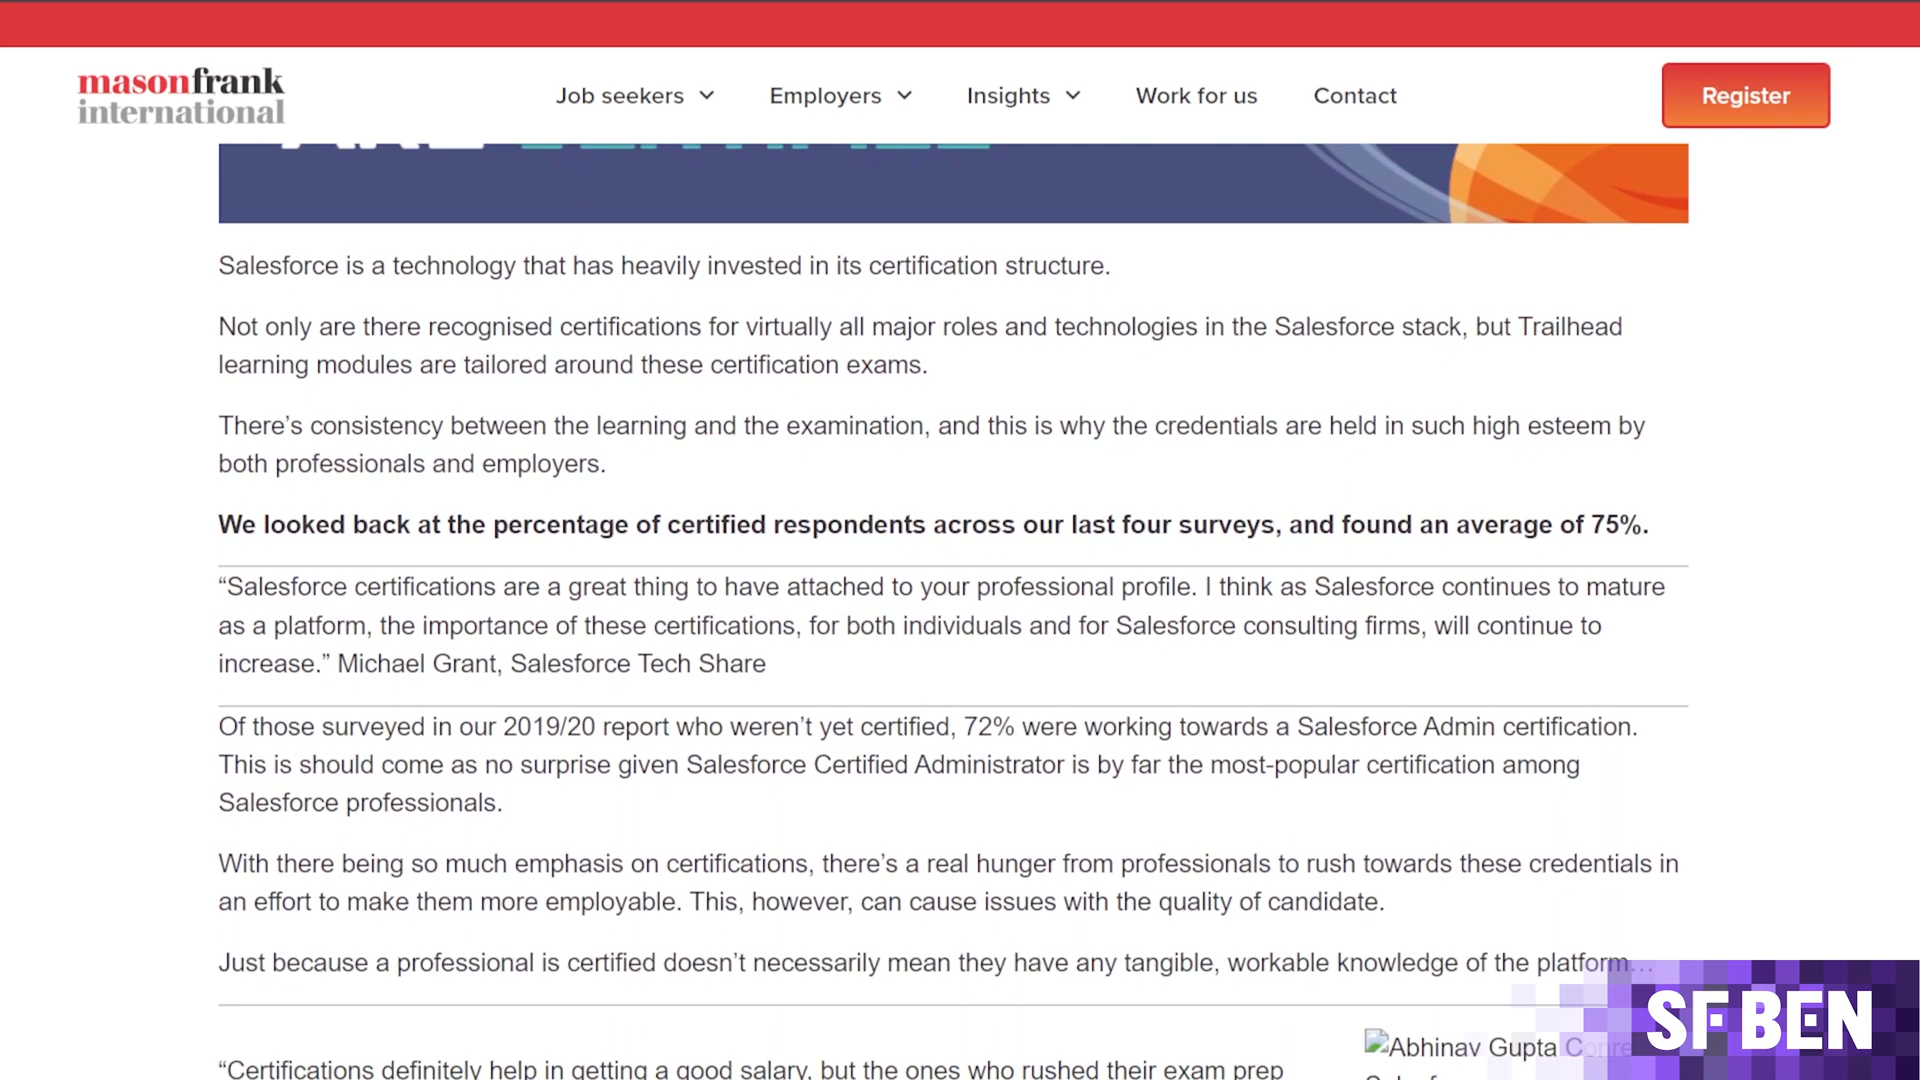 masonfrank
international
Job seekers
Employers
Insights
Work for us
Contact
Register
Salesforce is a technology that has heavily invested in its certification structure.
Not only are there recognised certifications for virtually all major roles and technologies in the Salesforce stack, but Trailhead
learning modules are tailored around these certification exams.
There’s consistency between the learning and the examination, and this is why the credentials are held in such high esteem by
both professionals and employers.
We looked back at the percentage of certified respondents across our last four surveys, and found an average of 75%.
“Salesforce certifications are a great thing to have attached to your professional profile. I think as Salesforce continues to mature
as a platform, the importance of these certifications, for both individuals and for Salesforce consulting firms, will continue to
increase.” Michael Grant, Salesforce Tech Share
Of those surveyed in our 2019/20 report who weren’t yet certified, 72% were working towards a Salesforce Admin certification.
This is should come as no surprise given Salesforce Certified Administrator is by far the most-popular certification among
Salesforce professionals.
With there being so much emphasis on certifications, there’s a real hunger from professionals to rush towards these credentials in
an effort to make them more employable. This, however, can cause issues with the quality of candidate.
Just because a professional is certified doesn’t necessarily mean they have any tangible, workable knowledge of the platform…
“Certifications definitely help in getting a good salary, but the ones who rushed their exam prep
Abhinav Gupta
SF BEN